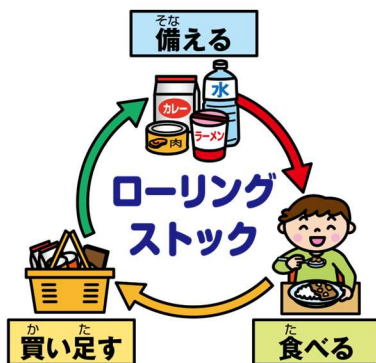 そな
備える
水
カレー
肉
ラーメン
ローリング
ストック
か た
買い足す
た
食べる